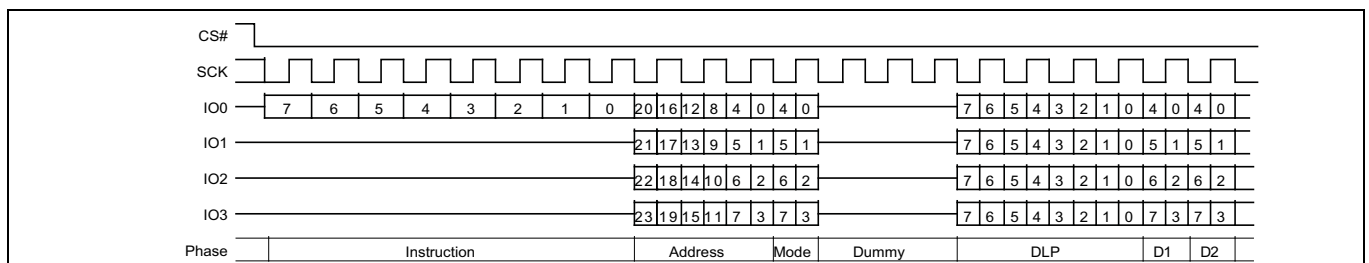 CS#
SCK
IO0 7 6 5 4 3 2 1 0 20 16 12 8 4 0 4 0 7 6 5 4 3 2 1 0 4 0 4 0
IO1 21 17 13 9 5 1 5 1 7 6 5 4 3 2 1 0 5 1 5 1
IO2 22 18 14 10 6 2 6 2 7 6 5 4 3 2 1 0 6 2 6 2
IO3 23 19 15 11 7 3 7 3 7 6 5 4 3 2 1 0 7 3 7 3
Phase Instruction Address Mode Dummy DLP D1 D2